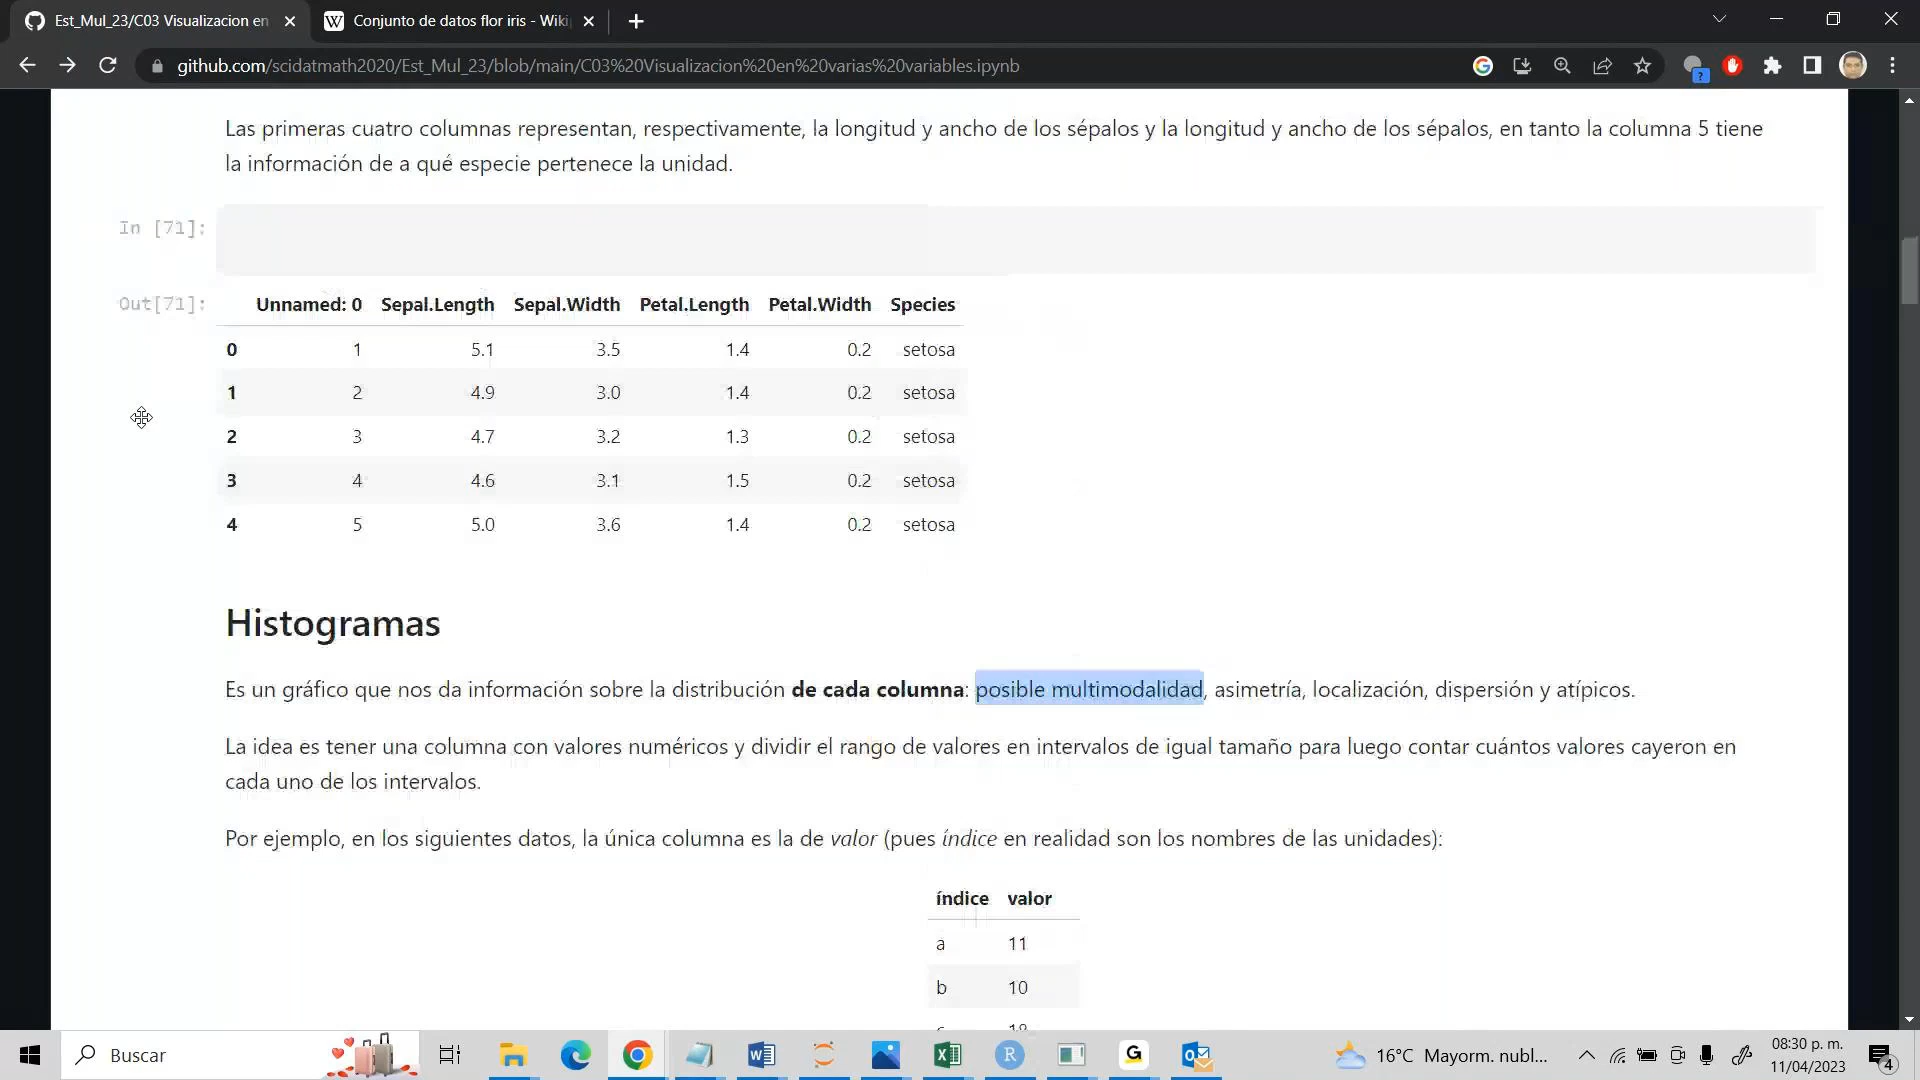 Est_Mul_23/C03 Visualizacion en
Conjunto de datos flor iris - Wiki
github.com/scidatmath2020/Est_Mul_23/blob/main/C03%20Visualizacion%20en%20varias%20variables.ipynb
Las primeras cuatro columnas representan, respectivamente, la longitud y ancho de los sépalos y la longitud y ancho de los sépalos, en tanto la columna 5 tiene
la información de a qué especie pertenece la unidad.
In [71]:
Out[71]:
Unnamed: 0 Sepal.Length Sepal.Width Petal.Length Petal.Width Species
0 1 5.1 3.5 1.4 0.2 setosa
1 2 4.9 3.0 1.4 0.2 setosa
2 3 4.7 3.2 1.3 0.2 setosa
3 4 4.6 3.1 1.5 0.2 setosa
4 5 5.0 3.6 1.4 0.2 setosa
Histogramas
Es un gráfico que nos da información sobre la distribución de cada columna: posible multimodalidad, asimetría, localización, dispersión y atípicos.
La idea es tener una columna con valores numéricos y dividir el rango de valores en intervalos de igual tamaño para luego contar cuántos valores cayeron en
cada uno de los intervalos.
Por ejemplo, en los siguientes datos, la única columna es la de valor (pues índice en realidad son los nombres de las unidades):
índice valor
a 11
b 10
Buscar
16°C Mayorm. nubl...
08:30 p. m.
11/04/2023
4